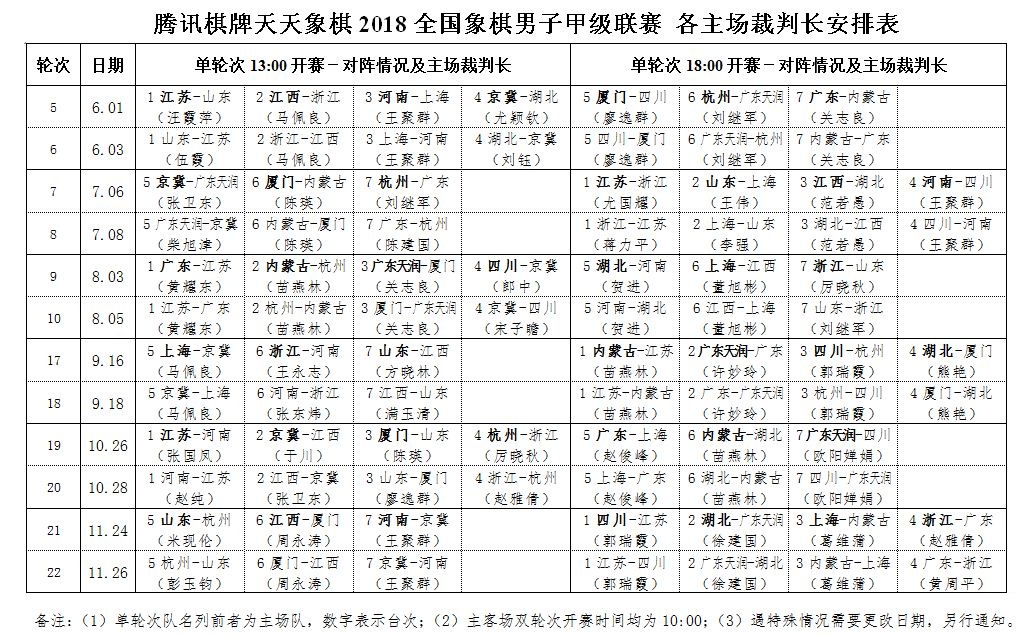 腾讯棋牌天天象棋 2018 全国象棋男子甲级联赛 各主场裁判长安排表
轮次 日期 单轮次 13:00 开赛－对阵情况及主场裁判长 单轮次 18:00 开赛－对阵情况及主场裁判长
5 6.01 1 江苏-山东 2 江西-浙江 3 河南-上海 4 京冀-湖北 5 厦门-四川 6 杭州-广东天润 7 广东-内蒙古
（汪霞萍） （马佩良） （王聚群） （尤颖钦） （廖逸群） （刘继军） （关志良）
6 6.03 1 山东-江苏 2 浙江-江西 3 上海-河南 4 湖北-京冀 5 四川-厦门 6 广东天润-杭州 7 内蒙古-广东
（伍霞） （马佩良） （王聚群） （刘钰） （廖逸群） （刘继军） （关志良）
7 7.06 5 京冀-广东天润 6 厦门-内蒙古 7 杭州-广东 1 江苏-浙江 2 山东-上海 3 江西-湖北 4 河南-四川
（张卫东） （陈瑛） （刘继军） （尤国耀） （王伟） （范若愚） （王聚群）
8 7.08 5 广东天润-京冀 6 内蒙古-厦门 7 广东-杭州 1 浙江-江苏 2 上海-山东 3 湖北-江西 4 四川-河南
（柴旭津） （陈瑛） （陈建国） （蒋力平） （李强） （范若愚） （王聚群）
9 8.03 1 广东-江苏 2 内蒙古-杭州 3 广东天润-厦门 4 四川-京冀 5 湖北-河南 6 上海-江西 7 浙江-山东
（黄耀东） （苗燕林） （关志良） （郎中） （贺进） （董旭彬） （厉晓秋）
10 8.05 1 江苏-广东 2 杭州-内蒙古 3 厦门-广东天润 4 京冀-四川 5 河南-湖北 6 江西-上海 7 山东-浙江
（黄耀东） （苗燕林） （关志良） （宋子瞻） （贺进） （董旭彬） （刘继军）
17 9.16 5 上海-京冀 6 浙江-河南 7 山东-江西 1 内蒙古-江苏 2 广东天润-广东 3 四川-杭州 4 湖北-厦门
（马佩良） （王永志） （方晓林） （苗燕林） （许妙玲） （郭瑞霞） （熊艳）
18 9.18 5 京冀-上海 6 河南-浙江 7 江西-山东 1 江苏-内蒙古 2 广东-广东天润 3 杭州-四川 4 厦门-湖北
（马佩良） （张东炜） （满玉清） （苗燕林） （许妙玲） （郭瑞霞） （熊艳）
19 10.26 1 江苏-河南 2 京冀-江西 3 厦门-山东 4 杭州-浙江 5 广东-上海 6 内蒙古-湖北 7 广东天润-四川
（张国凤） （于川） （陈瑛） （厉晓秋） （赵俊峰） （苗燕林） （欧阳婵娟）
20 10.28 1 河南-江苏 2 江西-京冀 3 山东-厦门 4 浙江-杭州 5 上海-广东 6 湖北-内蒙古 7 四川-广东天润
（赵纯） （张卫东） （廖逸群） （赵雅倩） （赵俊峰） （苗燕林） （欧阳婵娟）
21 11.24 5 山东-杭州 6 江西-厦门 7 河南-京冀 1 四川-江苏 2 湖北-广东天润 3 上海-内蒙古 4 浙江-广东
（米现伦） （周永涛） （王聚群） （郭瑞霞） （徐建国） （葛维蒲） （赵雅倩）
22 11.26 5 杭州-山东 6 厦门-江西 7 京冀-河南 1 江苏-四川 2 广东天润-湖北 3 内蒙古-上海 4 广东-浙江
（彭玉钧） （周永涛） （王聚群） （郭瑞霞） （徐建国） （葛维蒲） （黄周平）
备注：（1）单轮次队名列前者为主场队，数字表示台次；（2）主客场双轮次开赛时间均为 10:00；（3）遇特殊情况需要更改日期，另行通知。